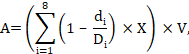 A=(∑_{i=1}^{8}(1 − d_i/D_i) × X) × V,